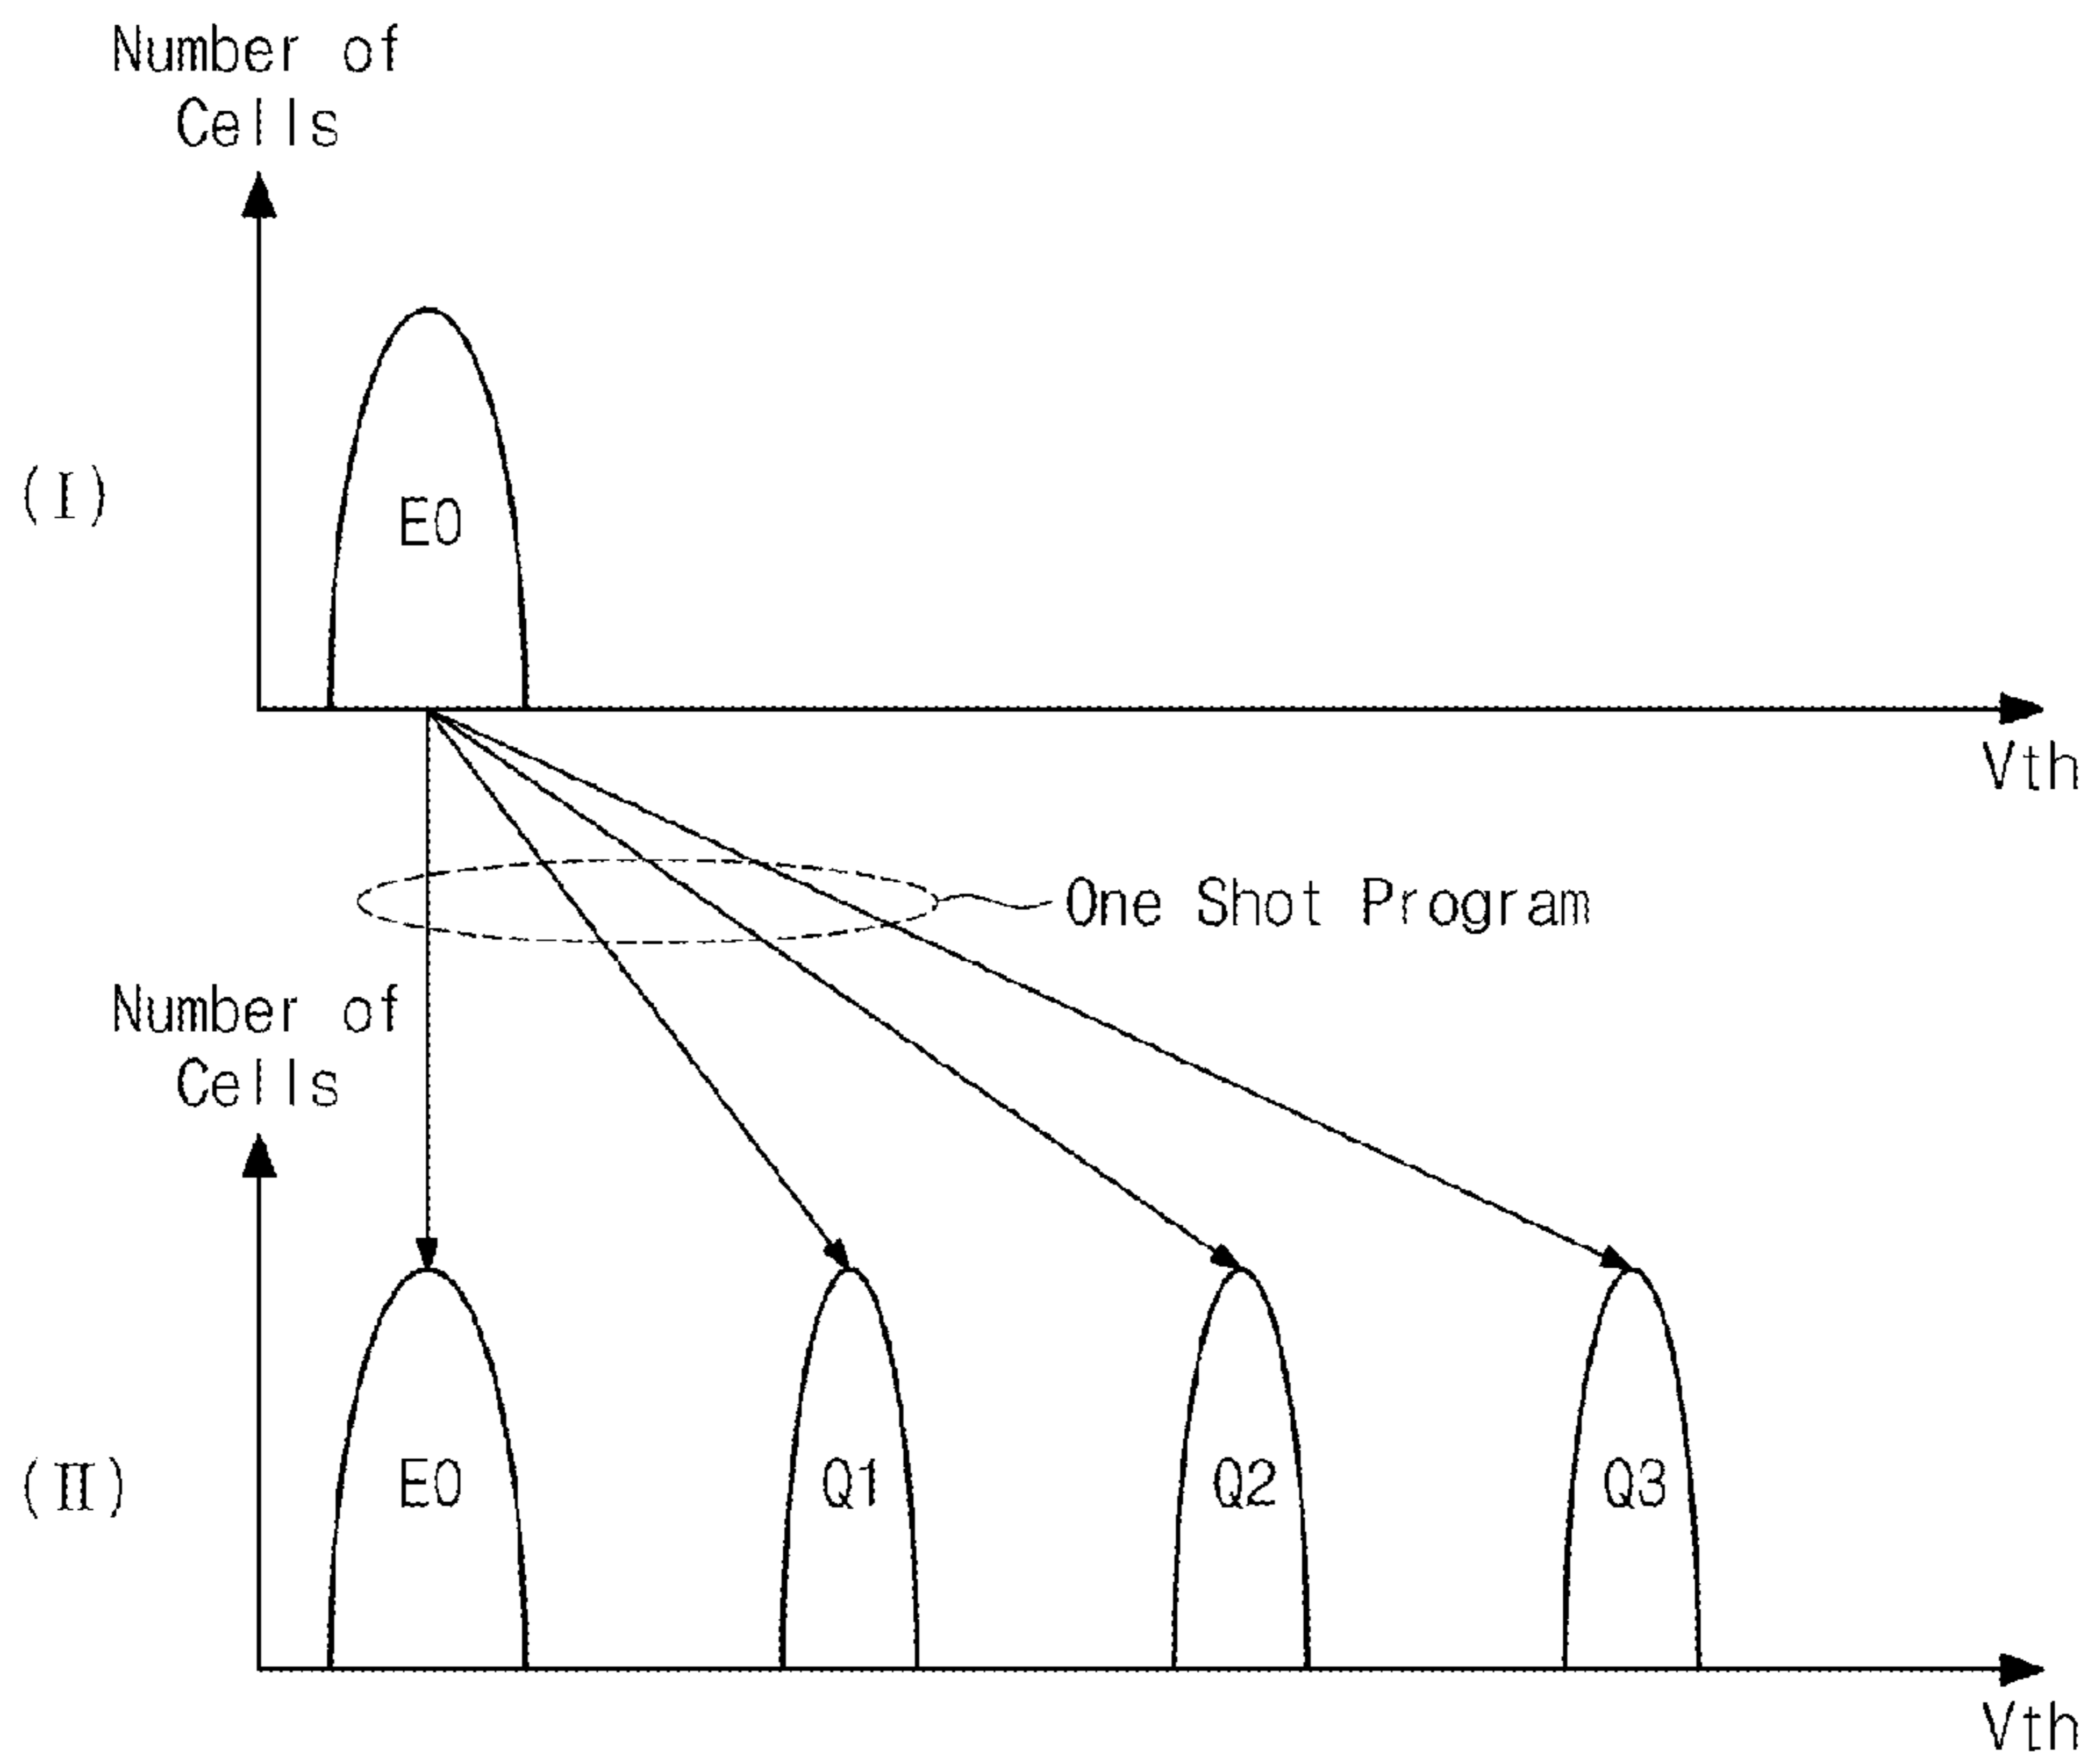 Number of
Cells
(I)
E0
Vth
One Shot Program
Number of
Cells
(II)
E0
Q1
Q2
Q3
Vth